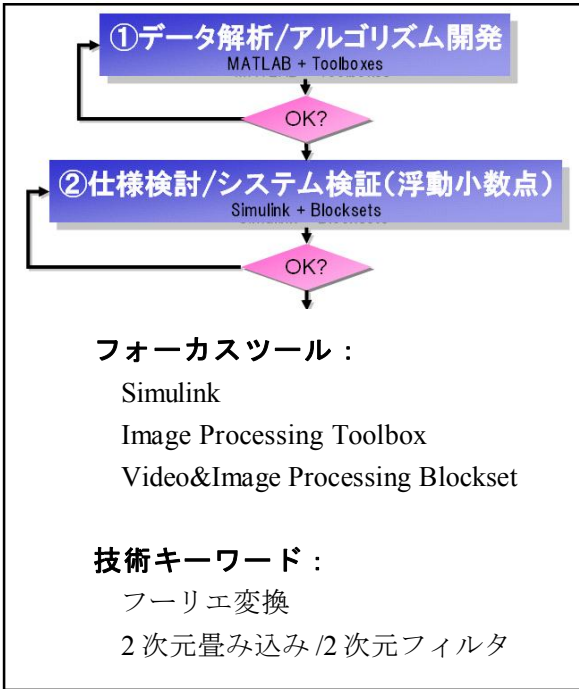 ①データ解析/アルゴリズム開発
MATLAB + Toolboxes
OK?
②仕様検討/システム検証(浮動小数点)
Simulink + Blocksets
OK?
フォーカスツール：
Simulink
Image Processing Toolbox
Video&Image Processing Blockset
技術キーワード：
フーリエ変換
2 次元畳み込み /2 次元フィルタ